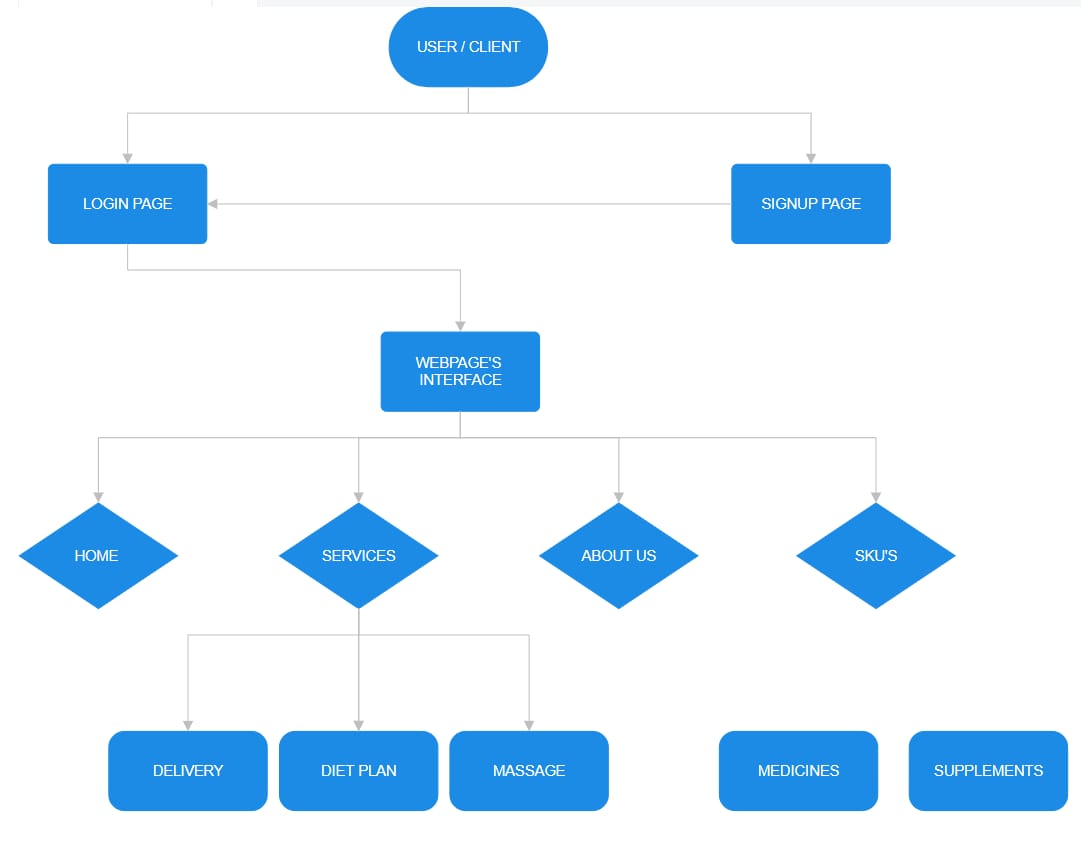 USER / CLIENT
LOGIN PAGE
SIGNUP PAGE
WEBPAGE'S
INTERFACE
HOME
SERVICES
ABOUT US
SKU'S
DELIVERY
DIET PLAN
MASSAGE
MEDICINES
SUPPLEMENTS